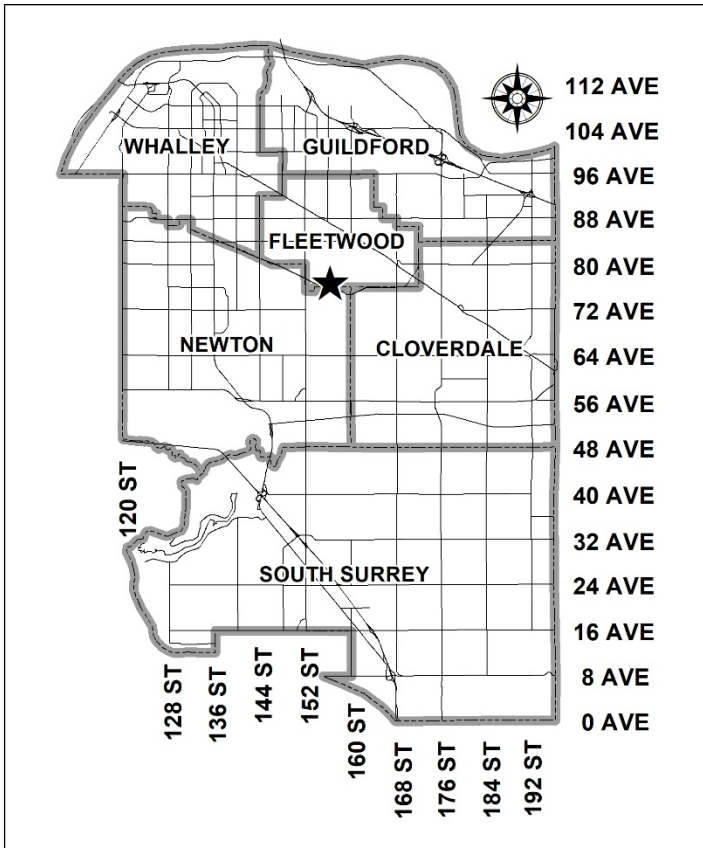 112 AVE
104 AVE
WHALLEY
GUILDFORD
96 AVE
88 AVE
FLEETWOOD
80 AVE
72 AVE
NEWTON
CLOVERDALE
64 AVE
56 AVE
48 AVE
120 ST
40 AVE
32 AVE
SOUTH SURREY
24 AVE
16 AVE
8 AVE
0 AVE
128 ST
136 ST
144 ST
152 ST
160 ST
168 ST
176 ST
184 ST
192 ST